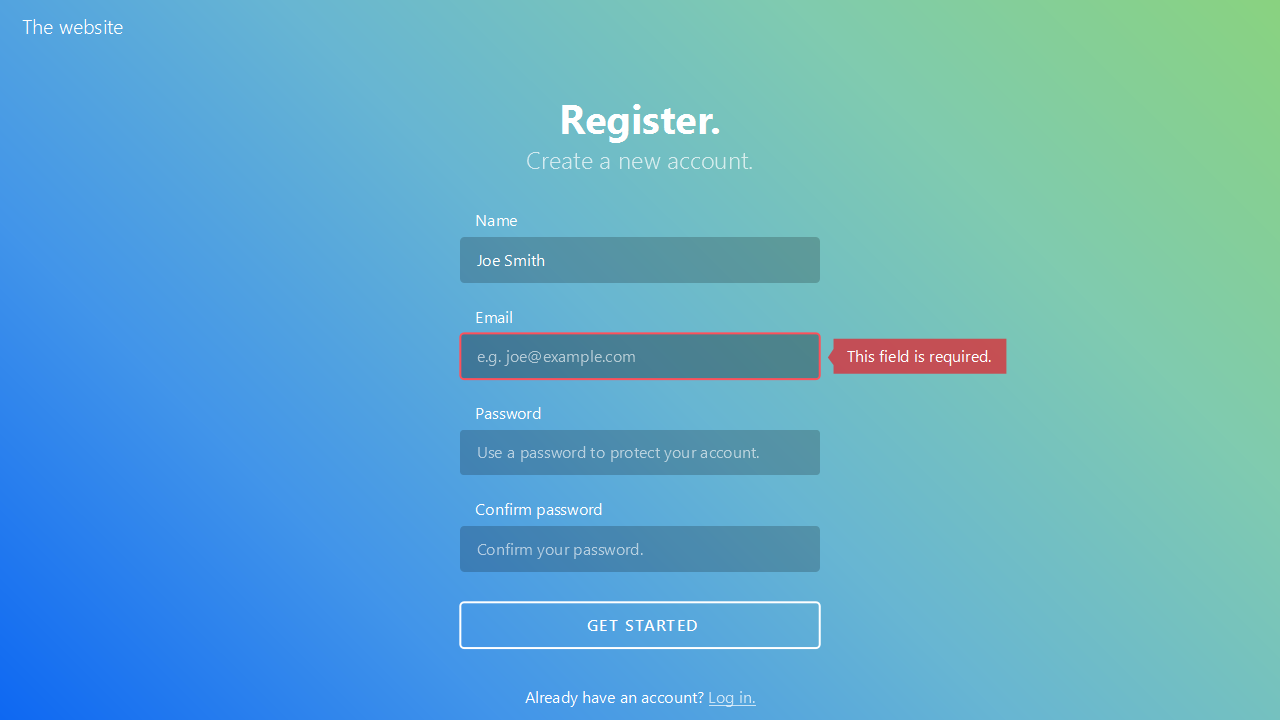 The website
Register.
Create a new account.
Name
Joe Smith
Email
e.g. joe@example.com
This field is required.
Password
Use a password to protect your account.
Confirm password
Confirm your password.
GET STARTED
Already have an account? Log in.